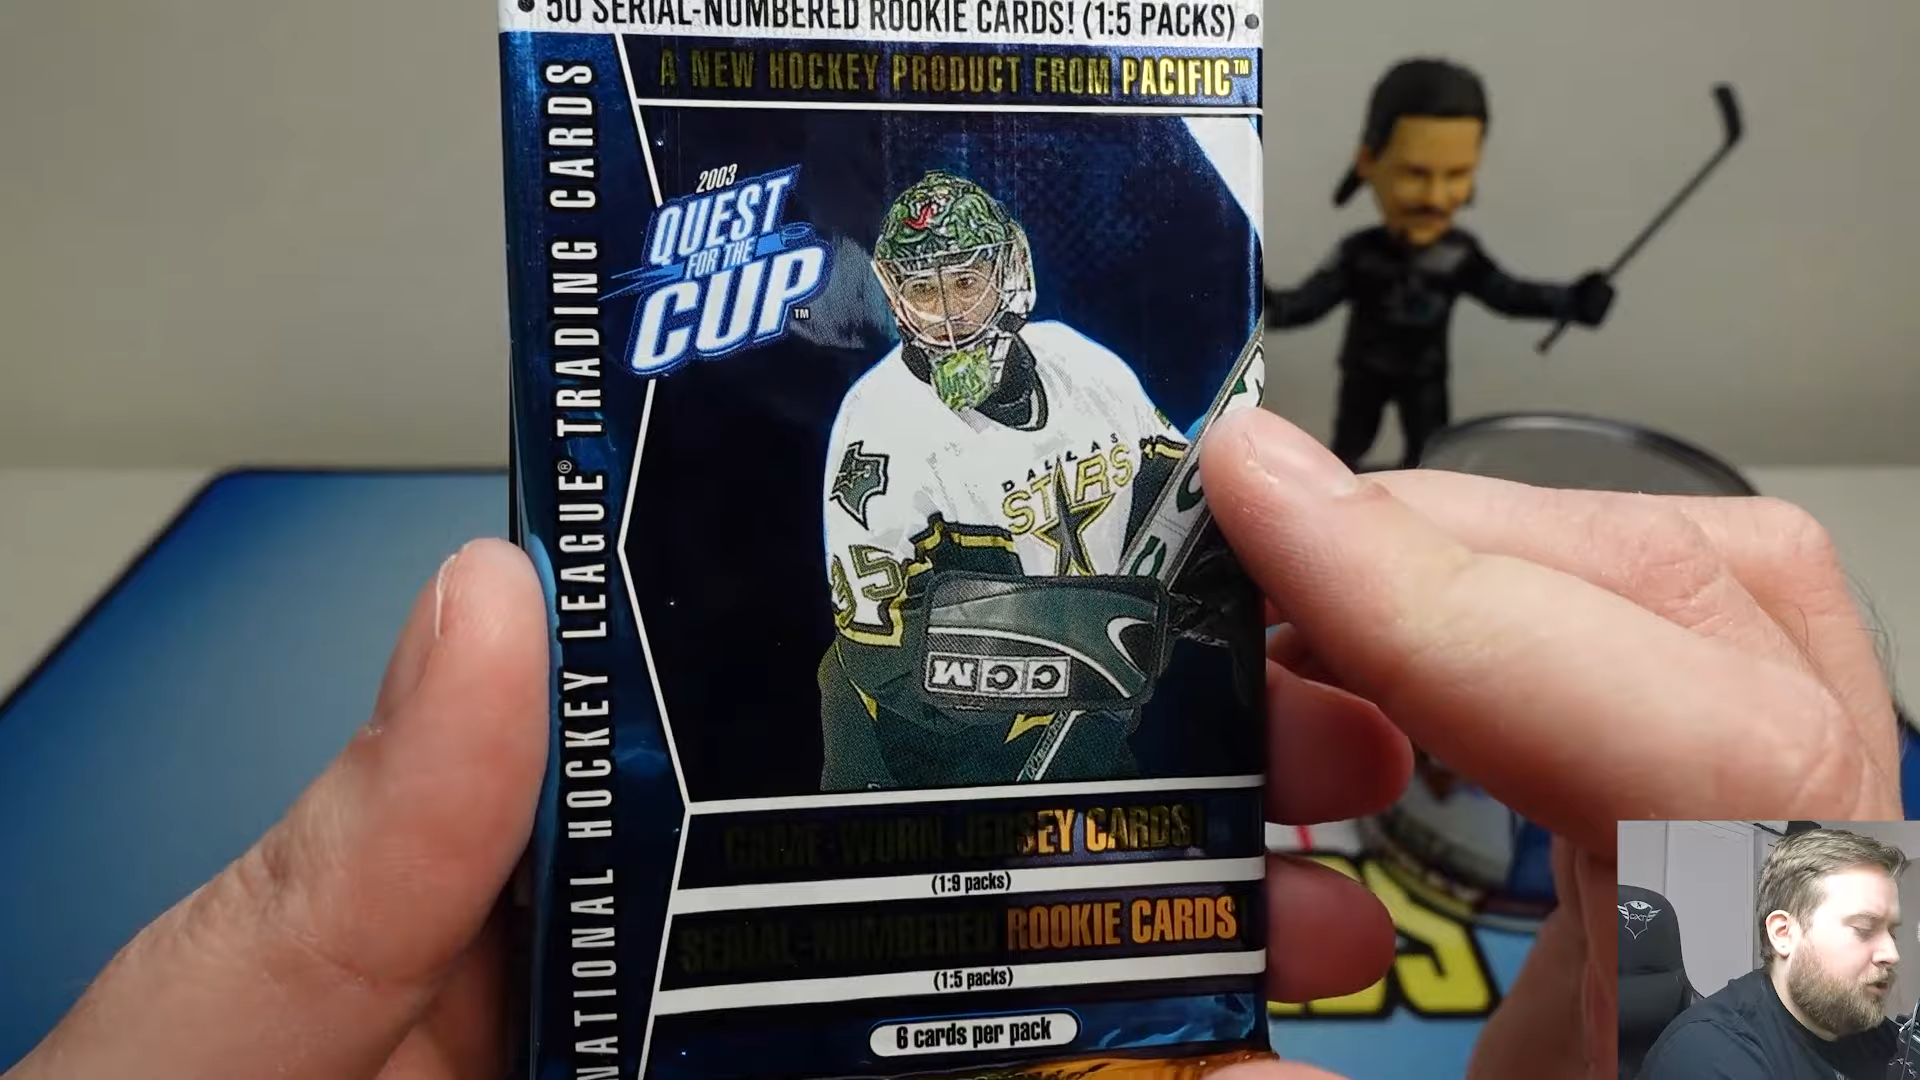 • 50 SERIAL-NUMBERED ROOKIE CARDS! (1:5 PACKS) •
A NEW HOCKEY PRODUCT FROM PACIFIC™
NATIONAL HOCKEY LEAGUE® TRADING CARDS
2003
QUEST
FOR THE
CUP™
DALLAS
STARS
35
CCM
GAME-WORN JERSEY CARDS!
(1:9 packs)
SERIAL-NUMBERED ROOKIE CARDS!
(1:5 packs)
6 cards per pack